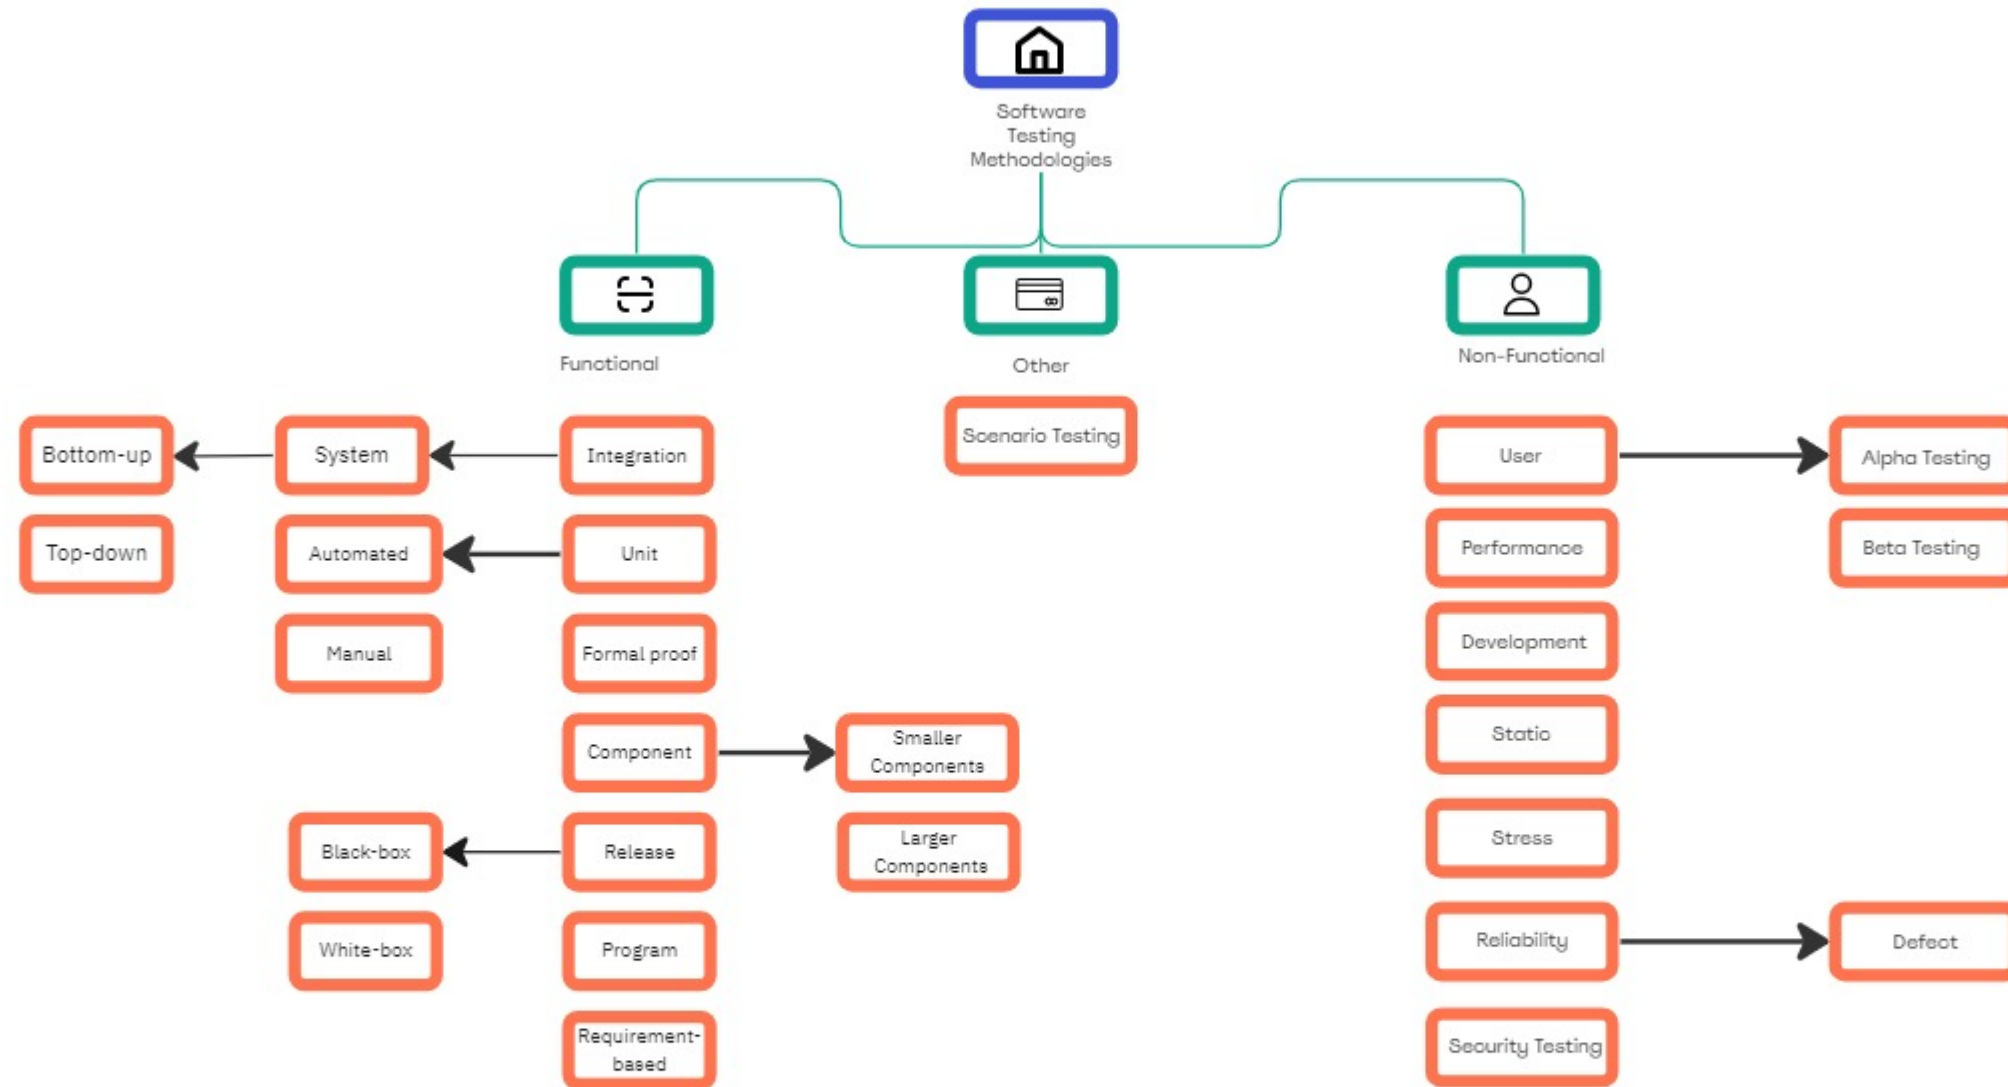 Software
Testing
Methodologies
Functional
Other
Non-Functional
Bottom-up
System
Integration
Scenario Testing
User
Alpha Testing
Top-down
Automated
Unit
Performance
Beta Testing
Manual
Formal proof
Development
Component
Smaller
Components
Static
Black-box
Release
Larger
Components
Stress
White-box
Program
Reliability
Defect
Requirement-
based
Security Testing